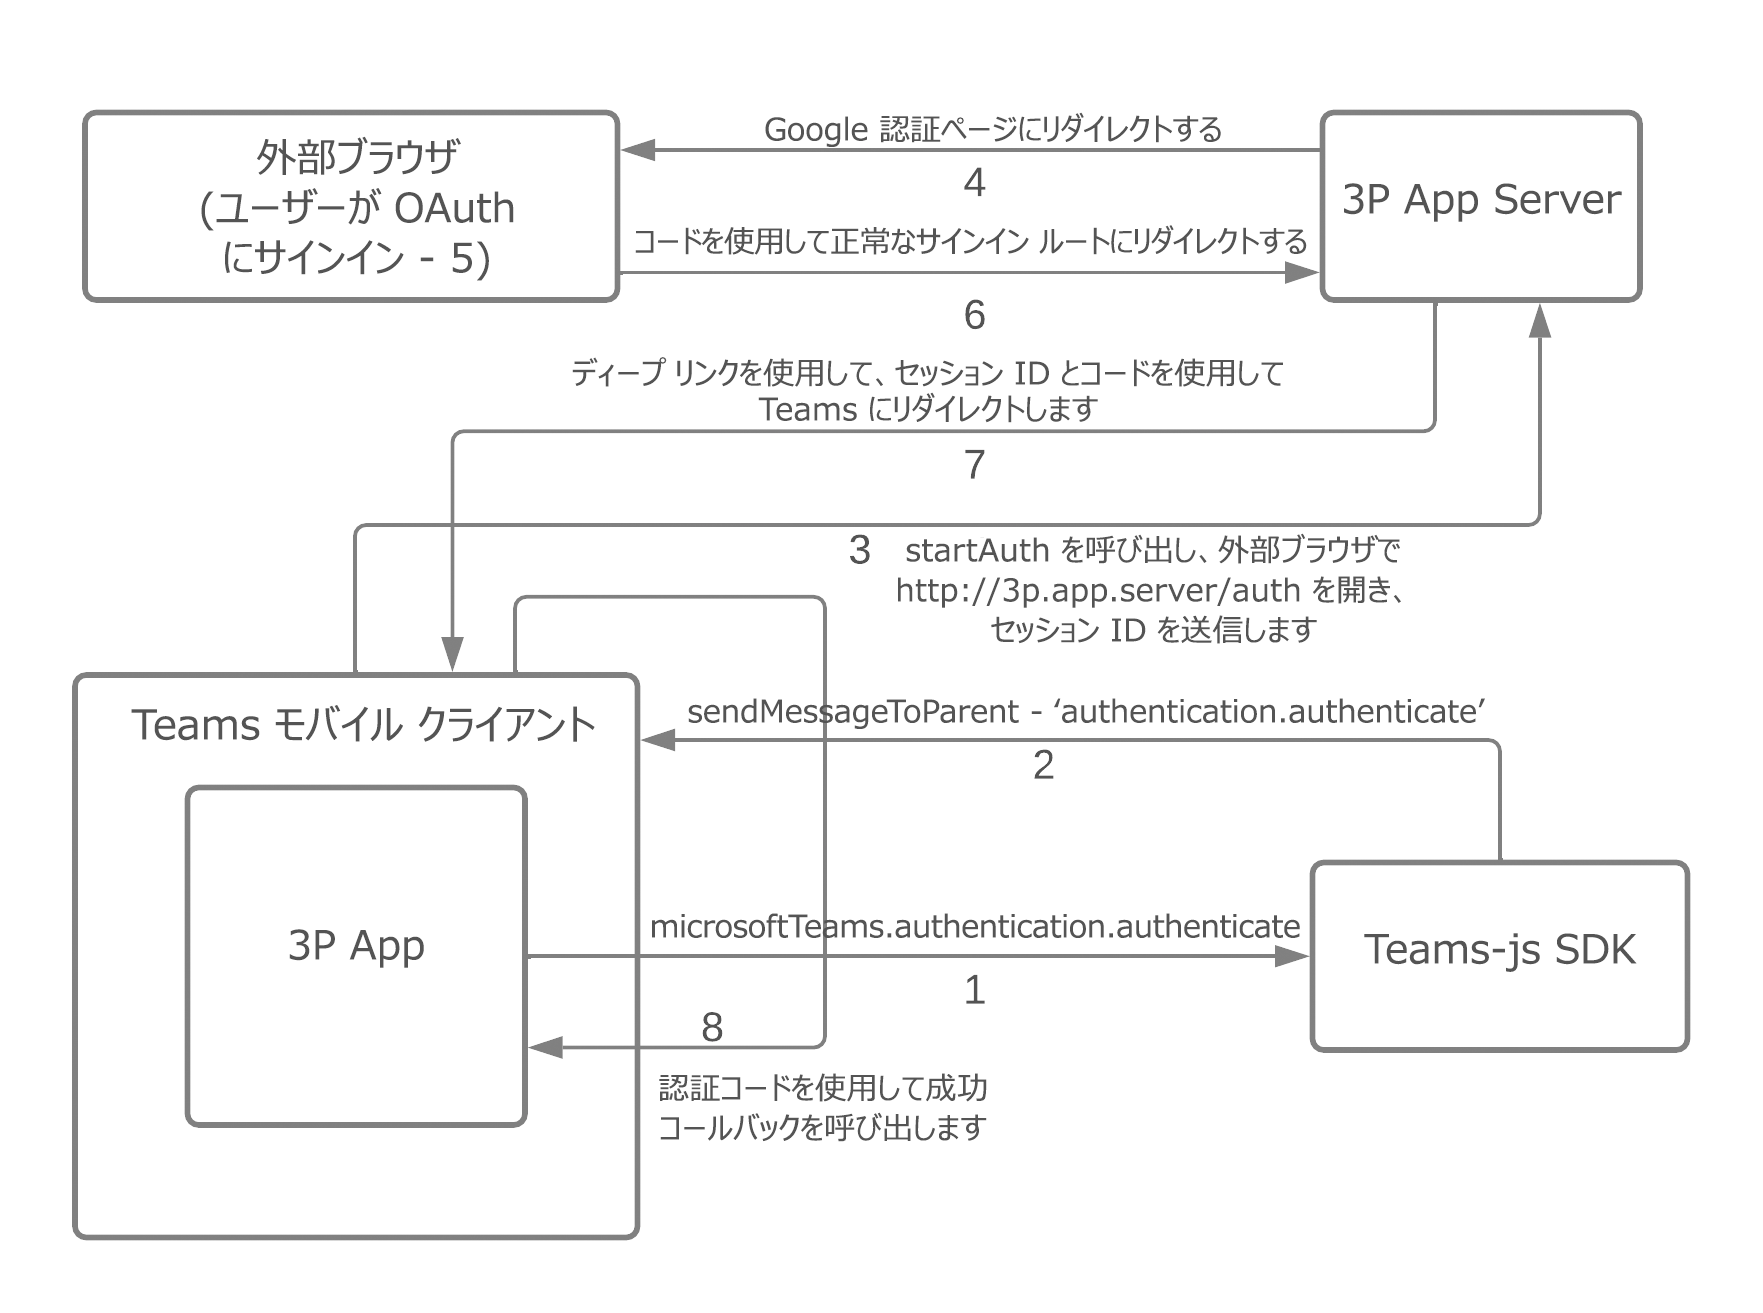 外部ブラウザ
(ユーザーが OAuth
にサインイン - 5)
Google 認証ページにリダイレクトする
4
3P App Server
コードを使用して正常なサインイン ルートにリダイレクトする
6
ディープ リンクを使用して、セッション ID とコードを使用して
Teams にリダイレクトします
7
3
startAuth を呼び出し、外部ブラウザで
http://3p.app.server/auth を開き、
セッション ID を送信します
Teams モバイル クライアント
sendMessageToParent - ‘authentication.authenticate’
2
3P App
microsoftTeams.authentication.authenticate
1
Teams-js SDK
8
認証コードを使用して成功
コールバックを呼び出します